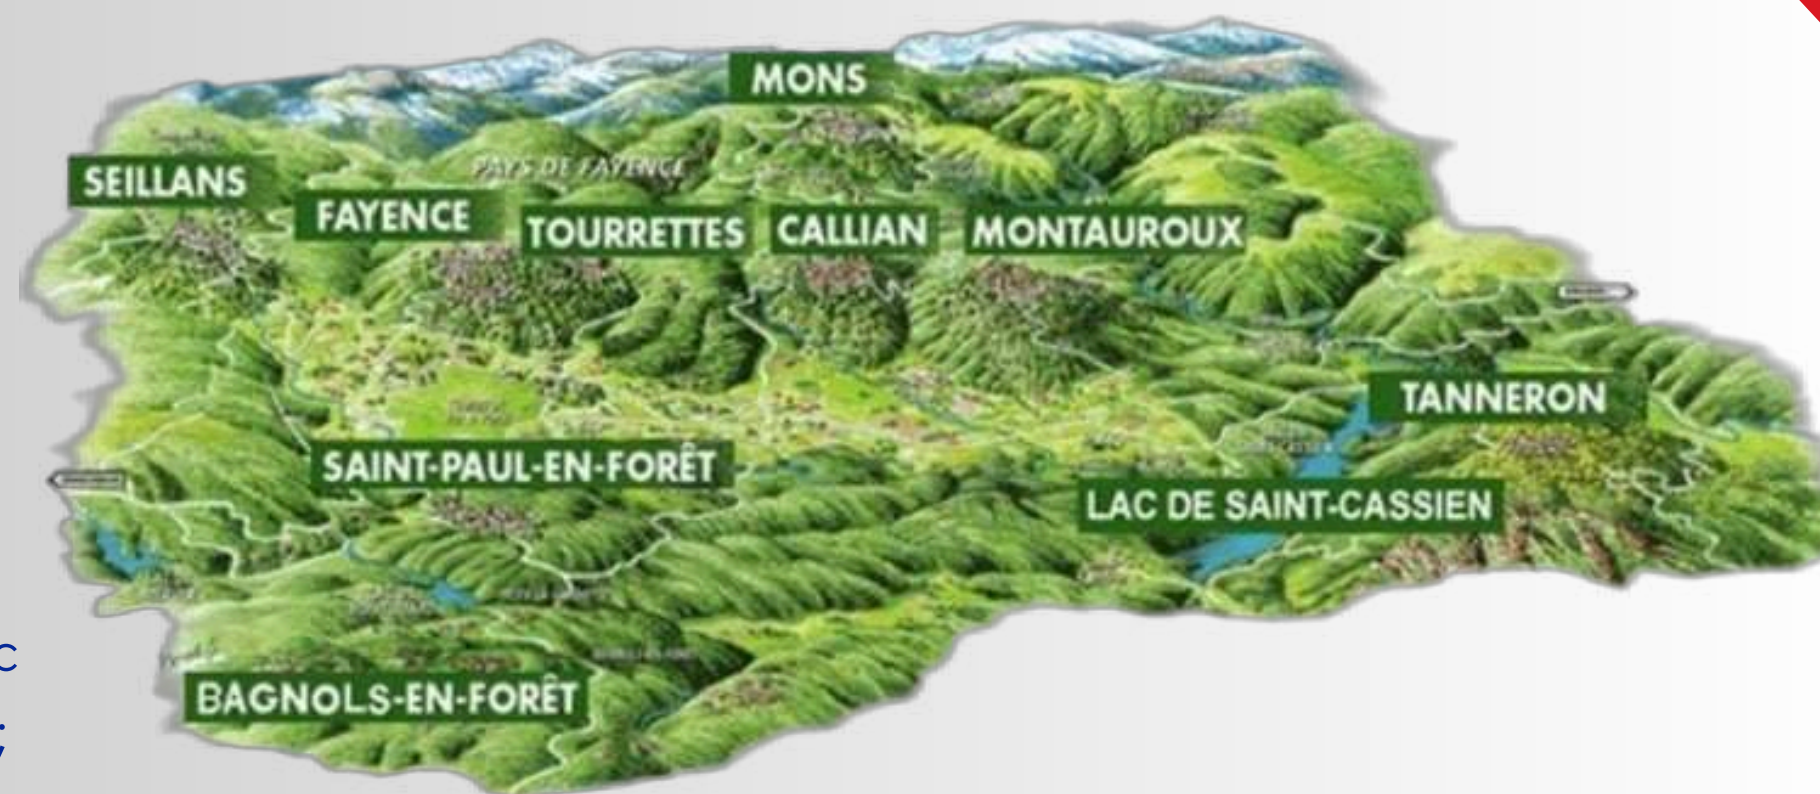 MONS
PAYS DE FAYENCE
SEILLANS
FAYENCE
TOURRETTES
CALLIAN
MONTAUROUX
TANNERON
SAINT-PAUL-EN-FORÊT
LAC DE SAINT-CASSIEN
BAGNOLS-EN-FORÊT
c
;